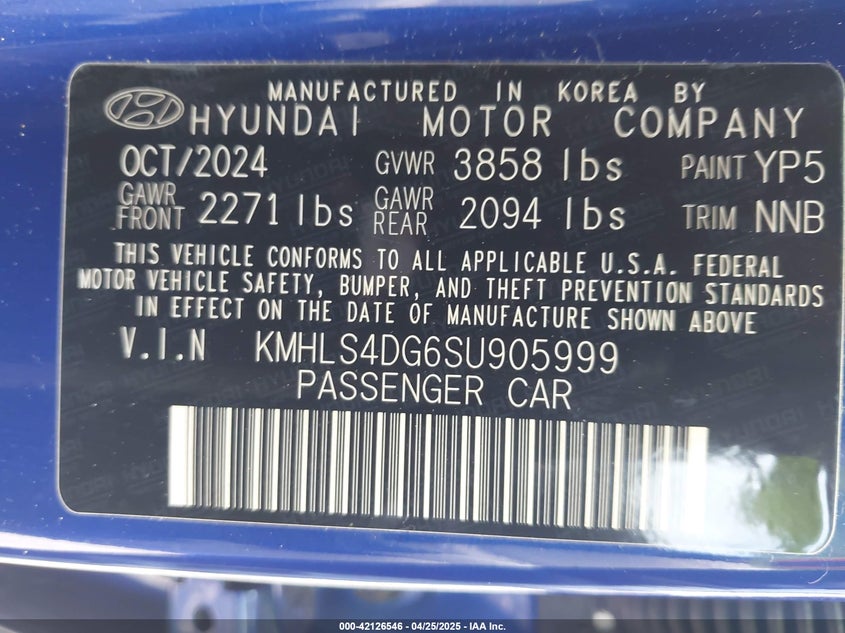 MANUFACTURED IN KOREA BY
HYUNDAI MOTOR COMPANY
OCT/2024 GVWR 3858 lbs PAINT YP5
GAWR FRONT 2271 lbs GAWR REAR 2094 lbs TRIM NNB
THIS VEHICLE CONFORMS TO ALL APPLICABLE U.S.A. FEDERAL
MOTOR VEHICLE SAFETY, BUMPER, AND THEFT PREVENTION STANDARDS
IN EFFECT ON THE DATE OF MANUFACTURE SHOWN ABOVE
V.I.N KMHLS4DG6SU905999
PASSENGER CAR
000-42126546 - 04/25/2025 - IAA Inc.